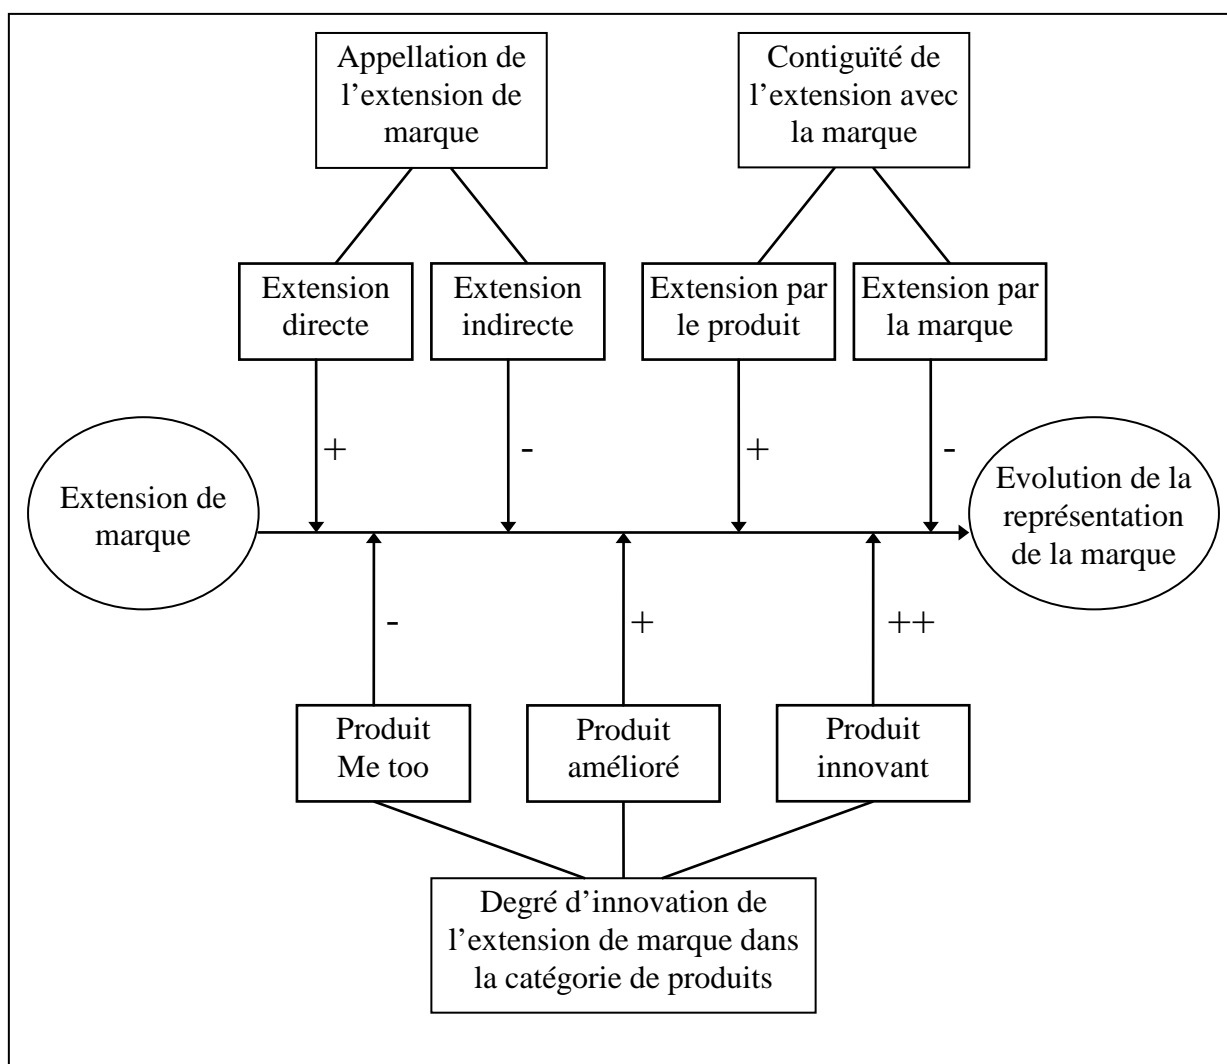 Appellation de
l’extension de
marque
Contiguïté de
l’extension avec
la marque
Extension
directe
Extension
indirecte
Extension par
le produit
Extension par
la marque
+
-
+
-
Extension de
marque
Evolution de la
représentation
de la marque
-
+
++
Produit
Me too
Produit
amélioré
Produit
innovant
Degré d’innovation de
l’extension de marque dans
la catégorie de produits